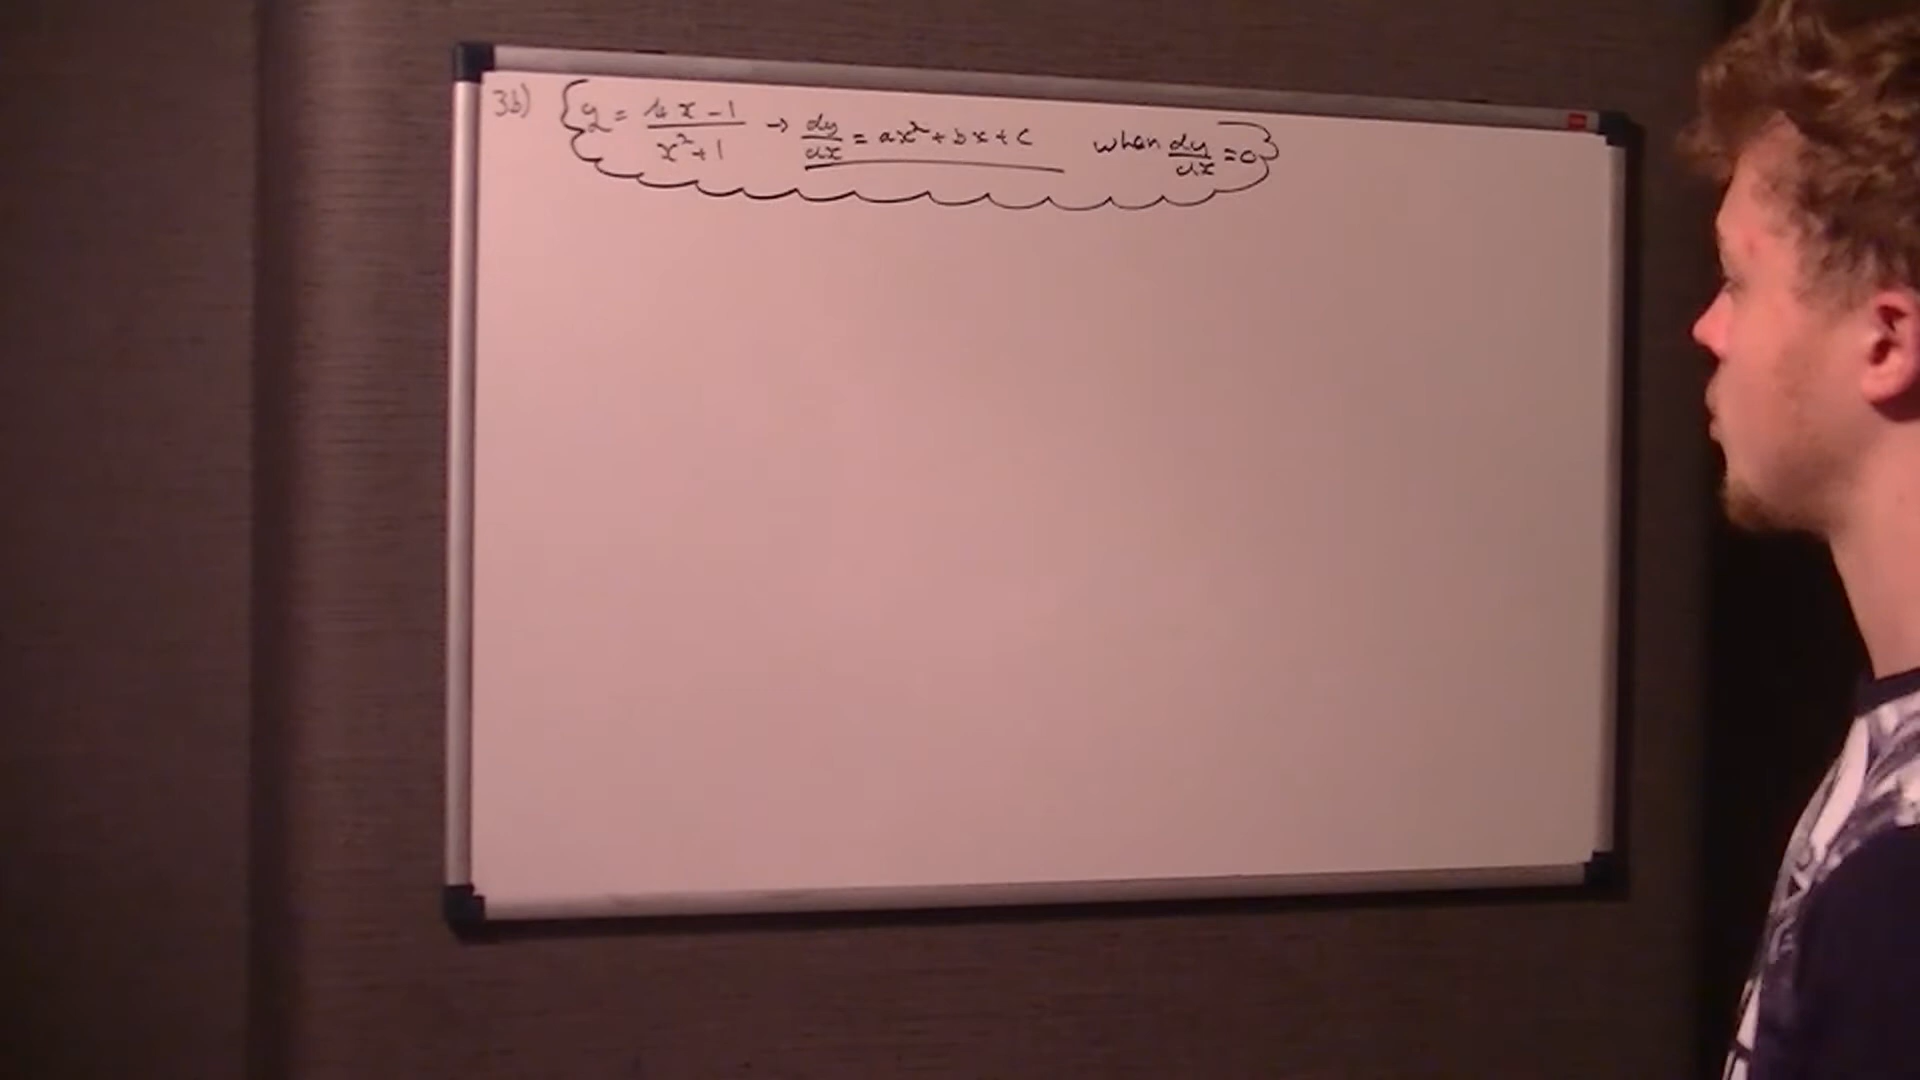 3b) y = 4x-1 / x²+1 → dy/dx = ax²+bx+c when dy/dx = 0